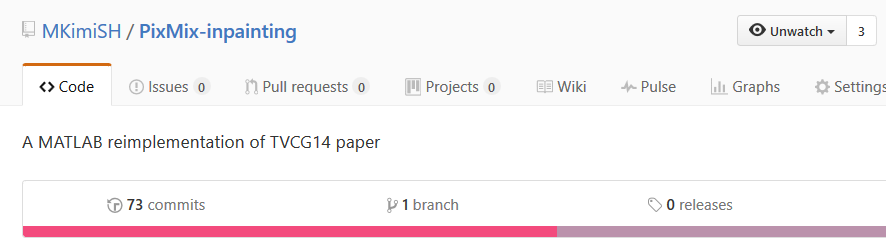 MKimiSH / PixMix-inpainting
Unwatch 3
Code Issues 0 Pull requests 0 Projects 0 Wiki Pulse Graphs Settings
A MATLAB reimplementation of TVCG14 paper
73 commits 1 branch 0 releases